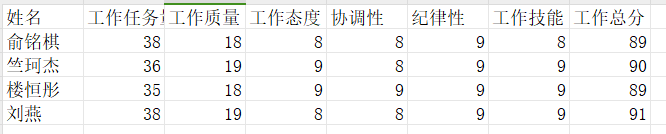 姓名 工作任务量 工作质量 工作态度 协调性 纪律性 工作技能 工作总分
俞铭棋 38 18 8 8 9 8 89
竺珂杰 36 19 9 8 9 9 90
楼恒彤 35 18 9 9 9 9 89
刘燕 38 19 8 8 9 9 91